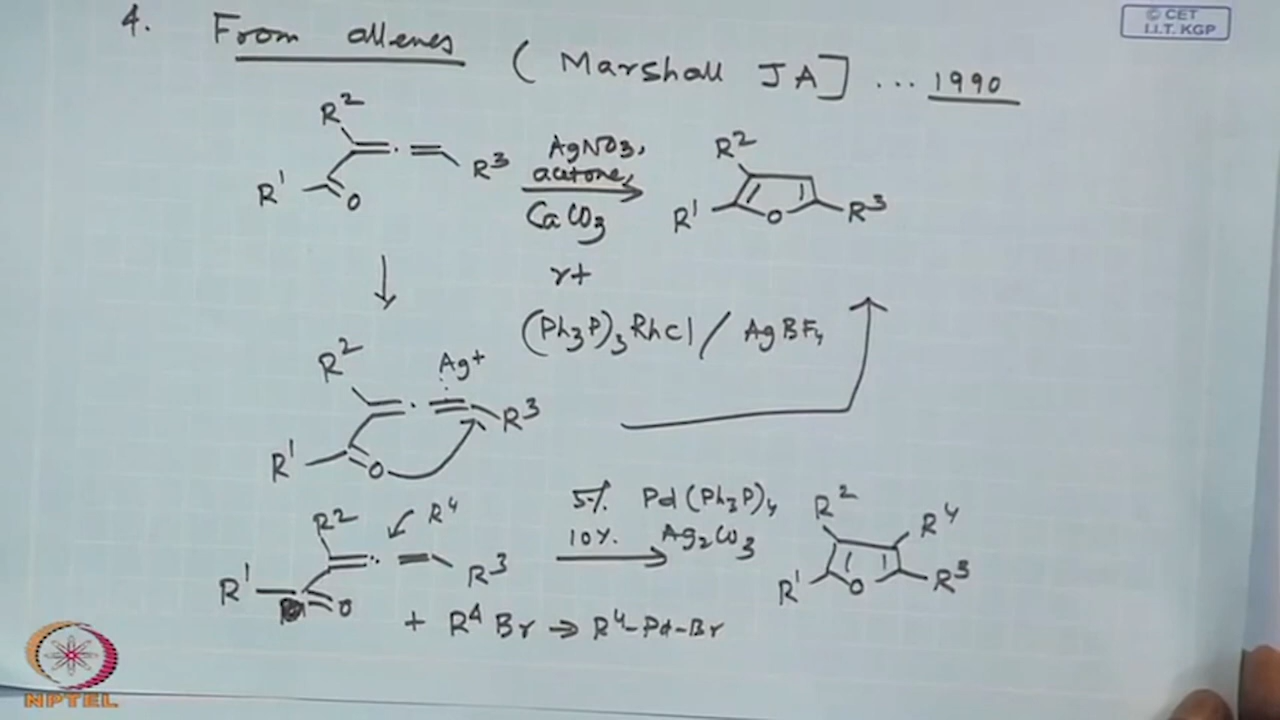 © CET
I.I.T. KGP
4. From allenes (Marshall JA] ... 1990
R²
R¹
O
R³
AgNO₃,
acetone,
CaCO₃
rt
(Ph₃P)₃RhCl / AgBF₄
R²
R¹
O
R³
R²
Ag⁺
R³
R¹
O
R²
R⁴
R¹
O
R³
+ R⁴Br → R⁴-Pd-Br
5% Pd(Ph₃P)₄
10% Ag₂CO₃
R²
R⁴
R¹
O
R³
NPTEL